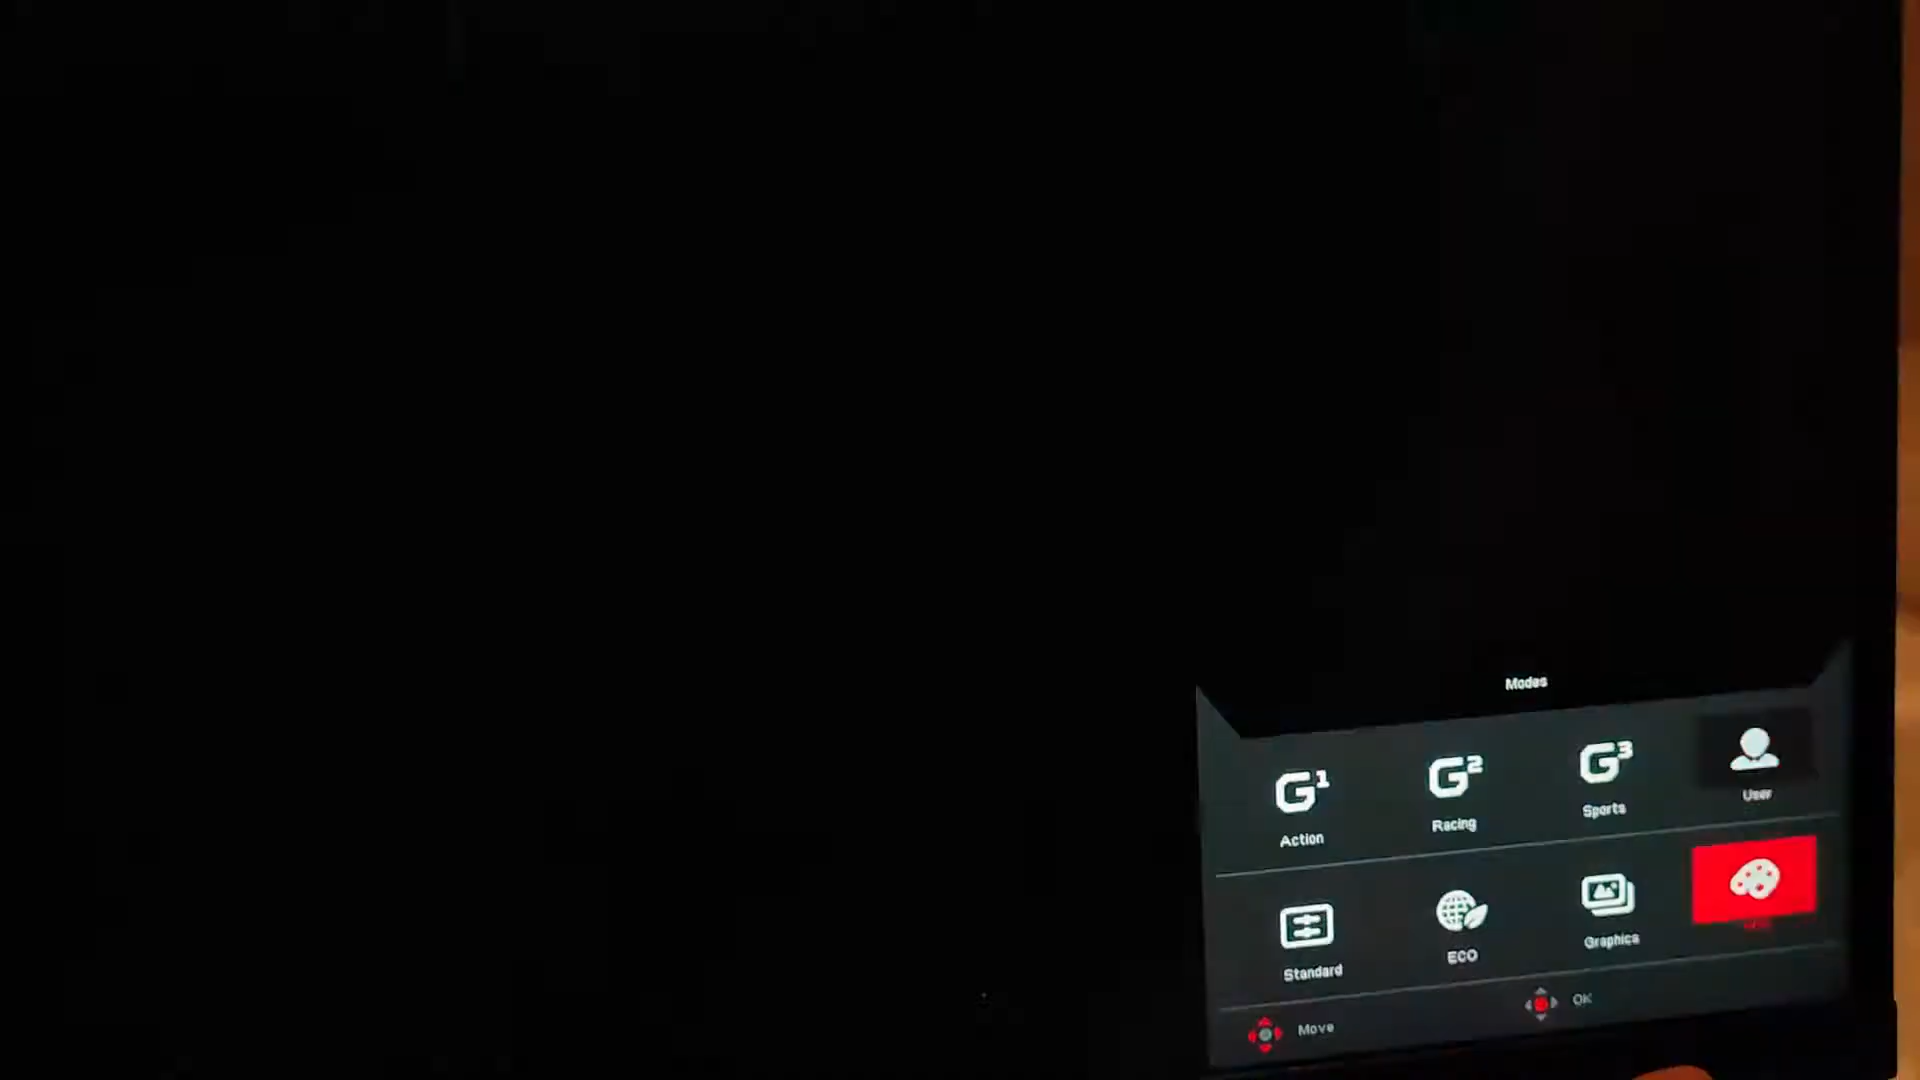 Modes
G1 G2 G3
Action Racing Sports User
Standard ECO Graphics
Move OK